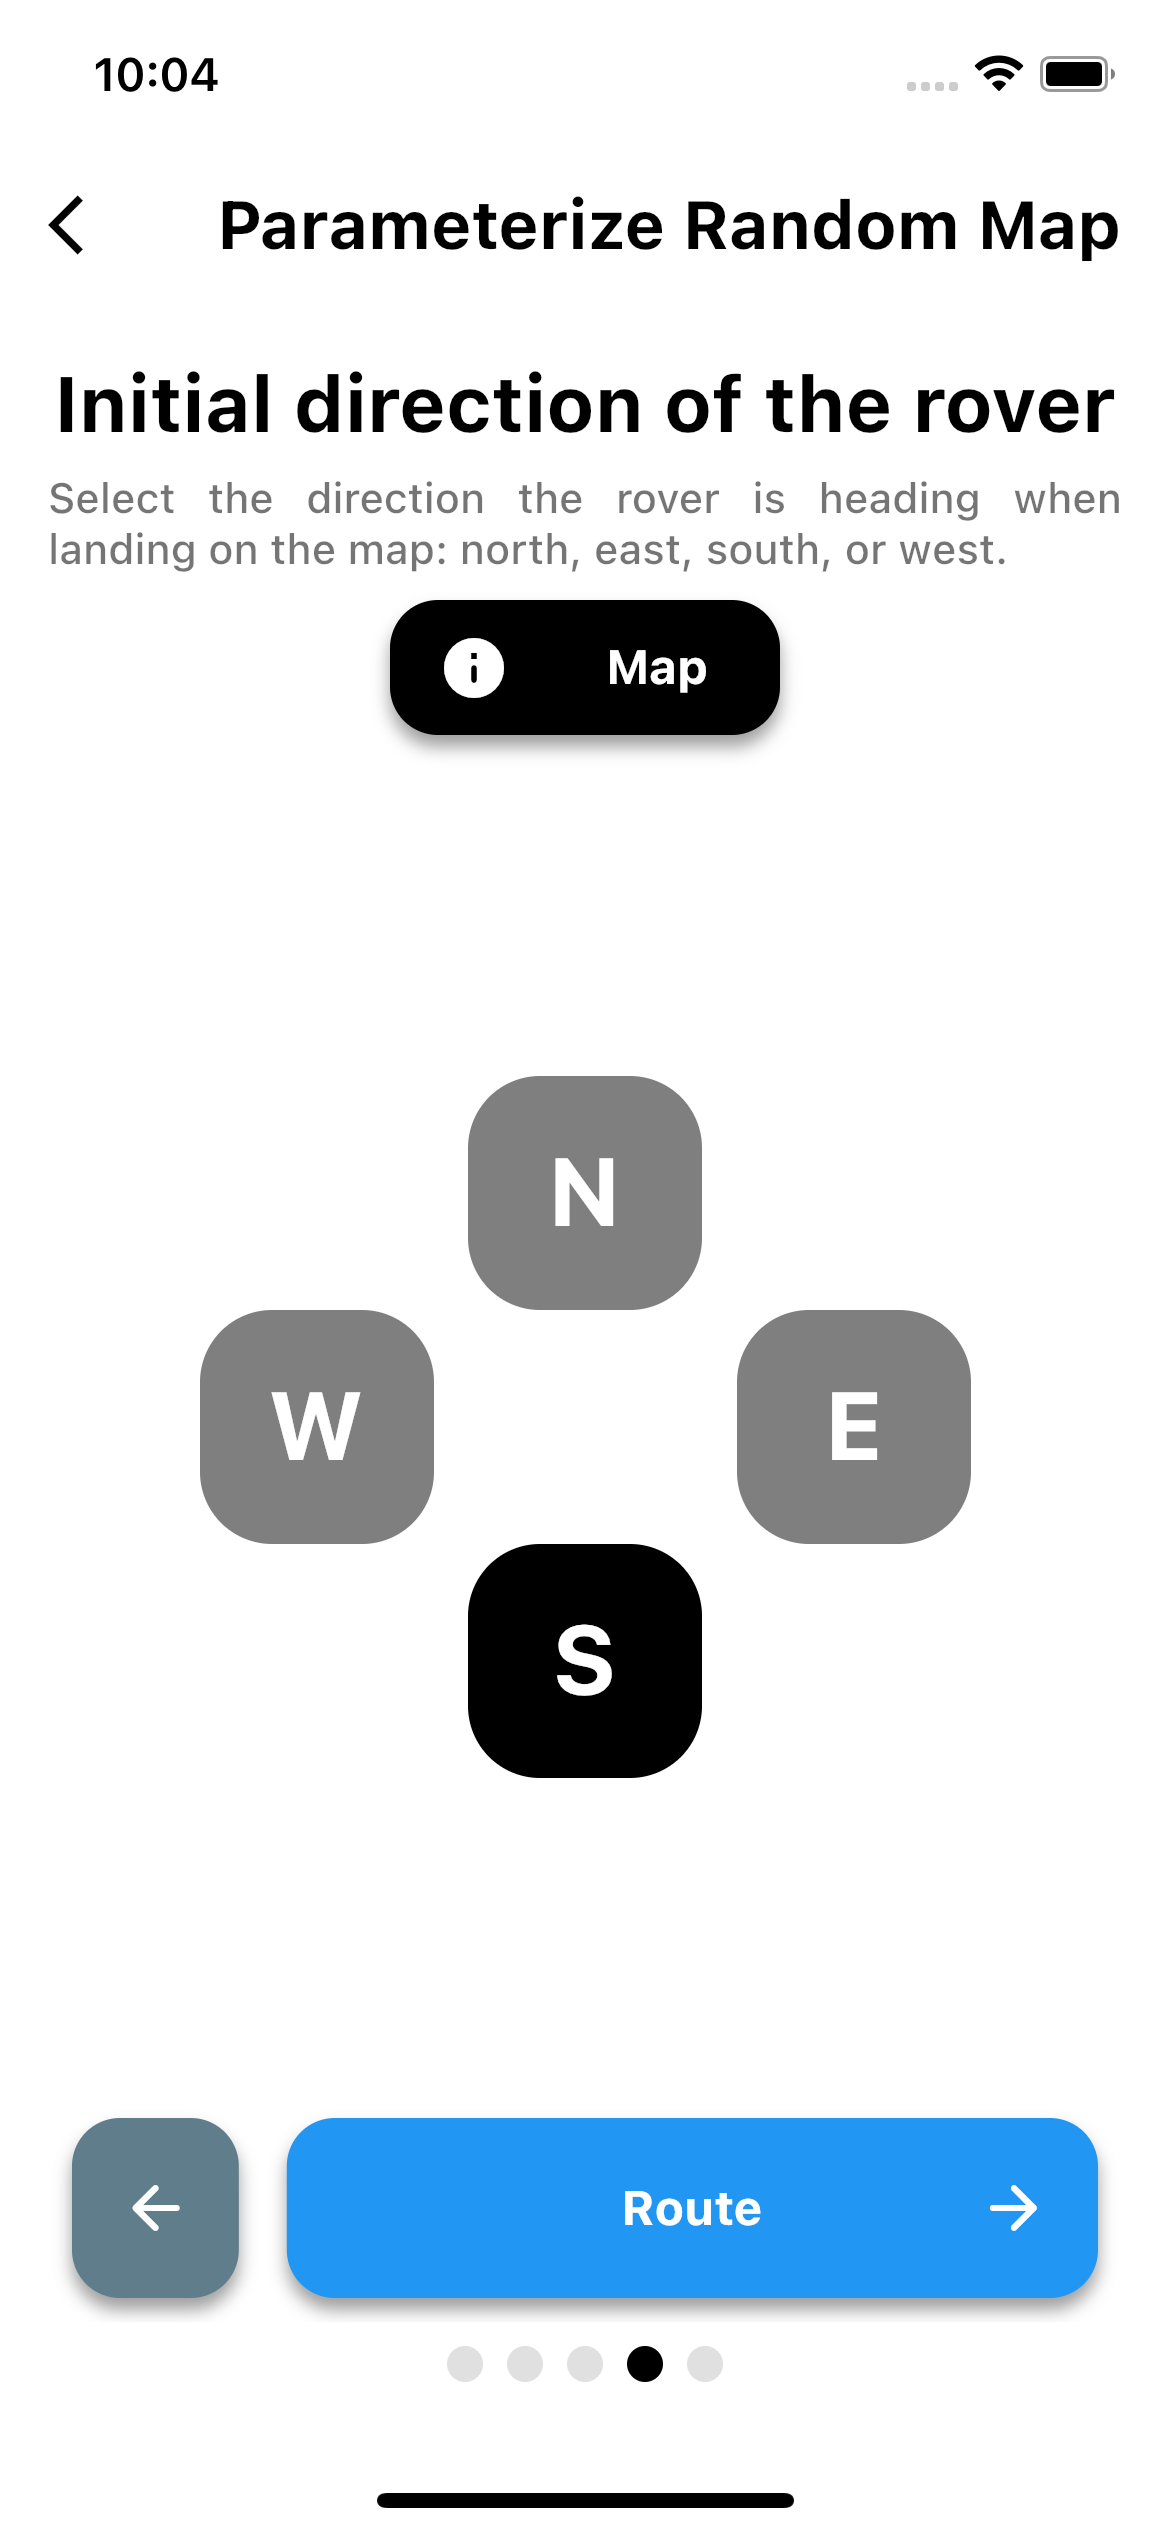 10:04
Parameterize Random Map
Initial direction of the rover
Select the direction the rover is heading when
landing on the map: north, east, south, or west.
Map
N
W
E
S
Route